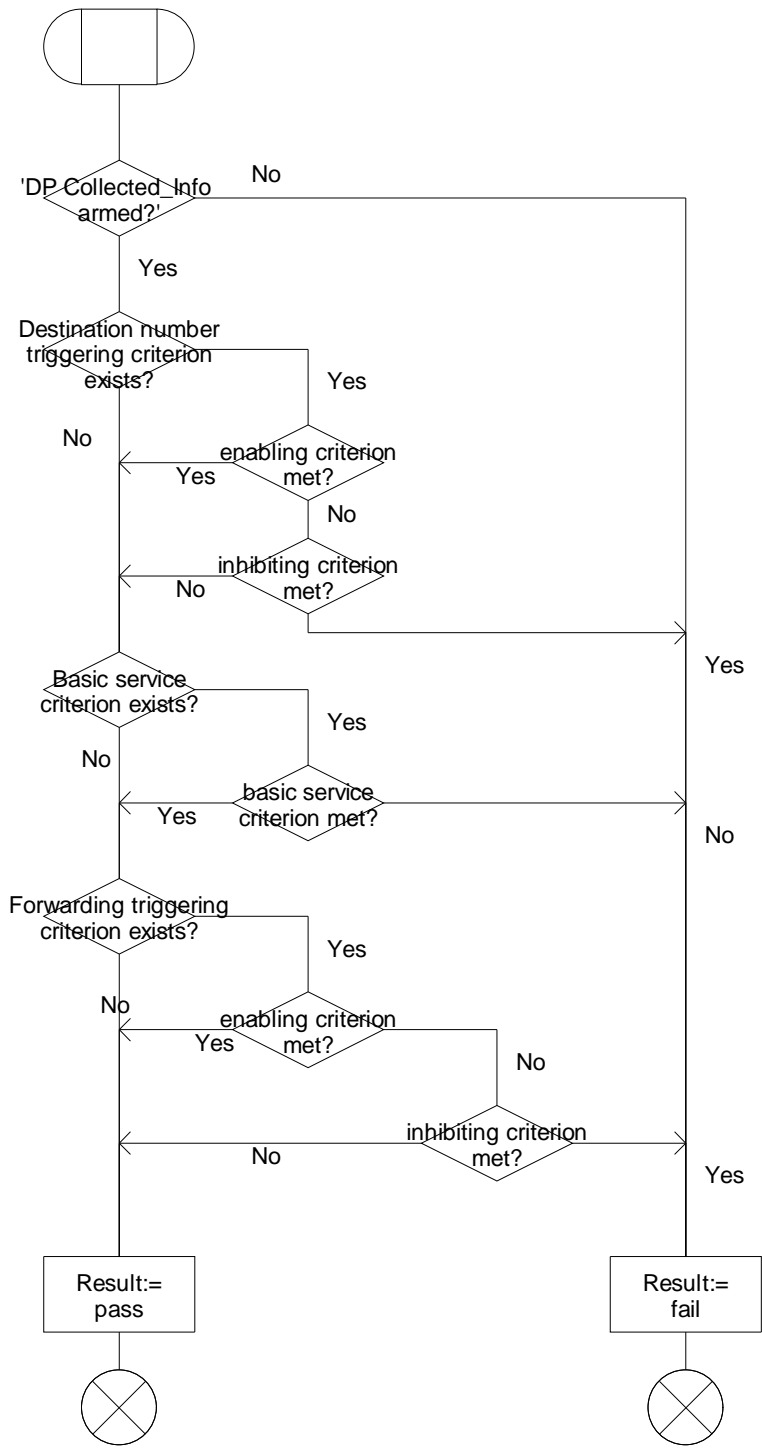 No
'DP Collected_Info
armed?'
Yes
Destination number
triggering criterion
exists?
Yes
No
enabling criterion
met?
Yes
No
inhibiting criterion
met?
No
Yes
Basic service
criterion exists?
Yes
No
basic service
criterion met?
Yes
No
Forwarding triggering
criterion exists?
Yes
No
enabling criterion
met?
Yes
No
inhibiting criterion
met?
No
Yes
Result:=
pass
Result:=
fail